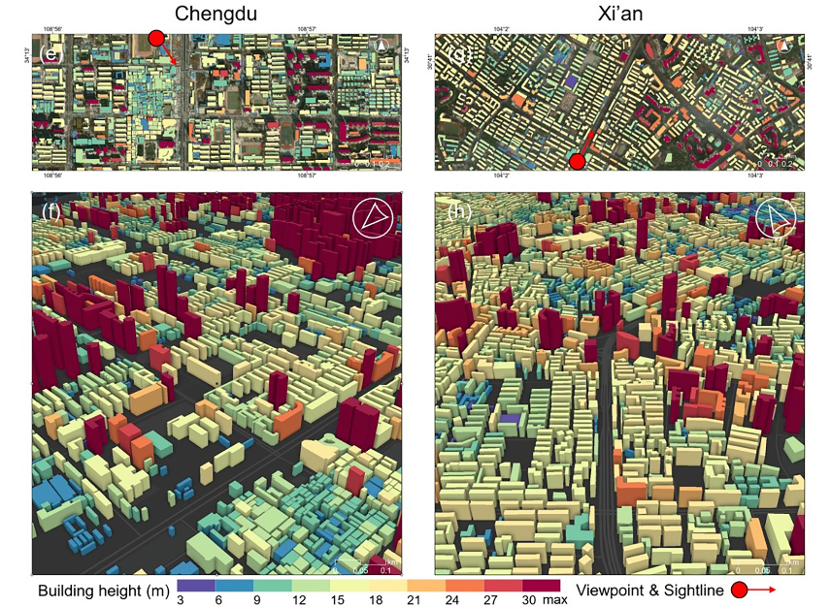 Chengdu
Xi'an
108°56'
108°57'
104°2'
104°3'
(e)
(g)
34°13'
34°13'
30°41'
30°41'
0 0.1 0.2
0 0.1 0.2
108°56'
108°57'
104°2'
104°3'
(f)
(h)
km
0.05 0.1
km
0 0.05 0.1
Building height (m)
3 6 9 12 15 18 21 24 27 30 max
Viewpoint & Sightline